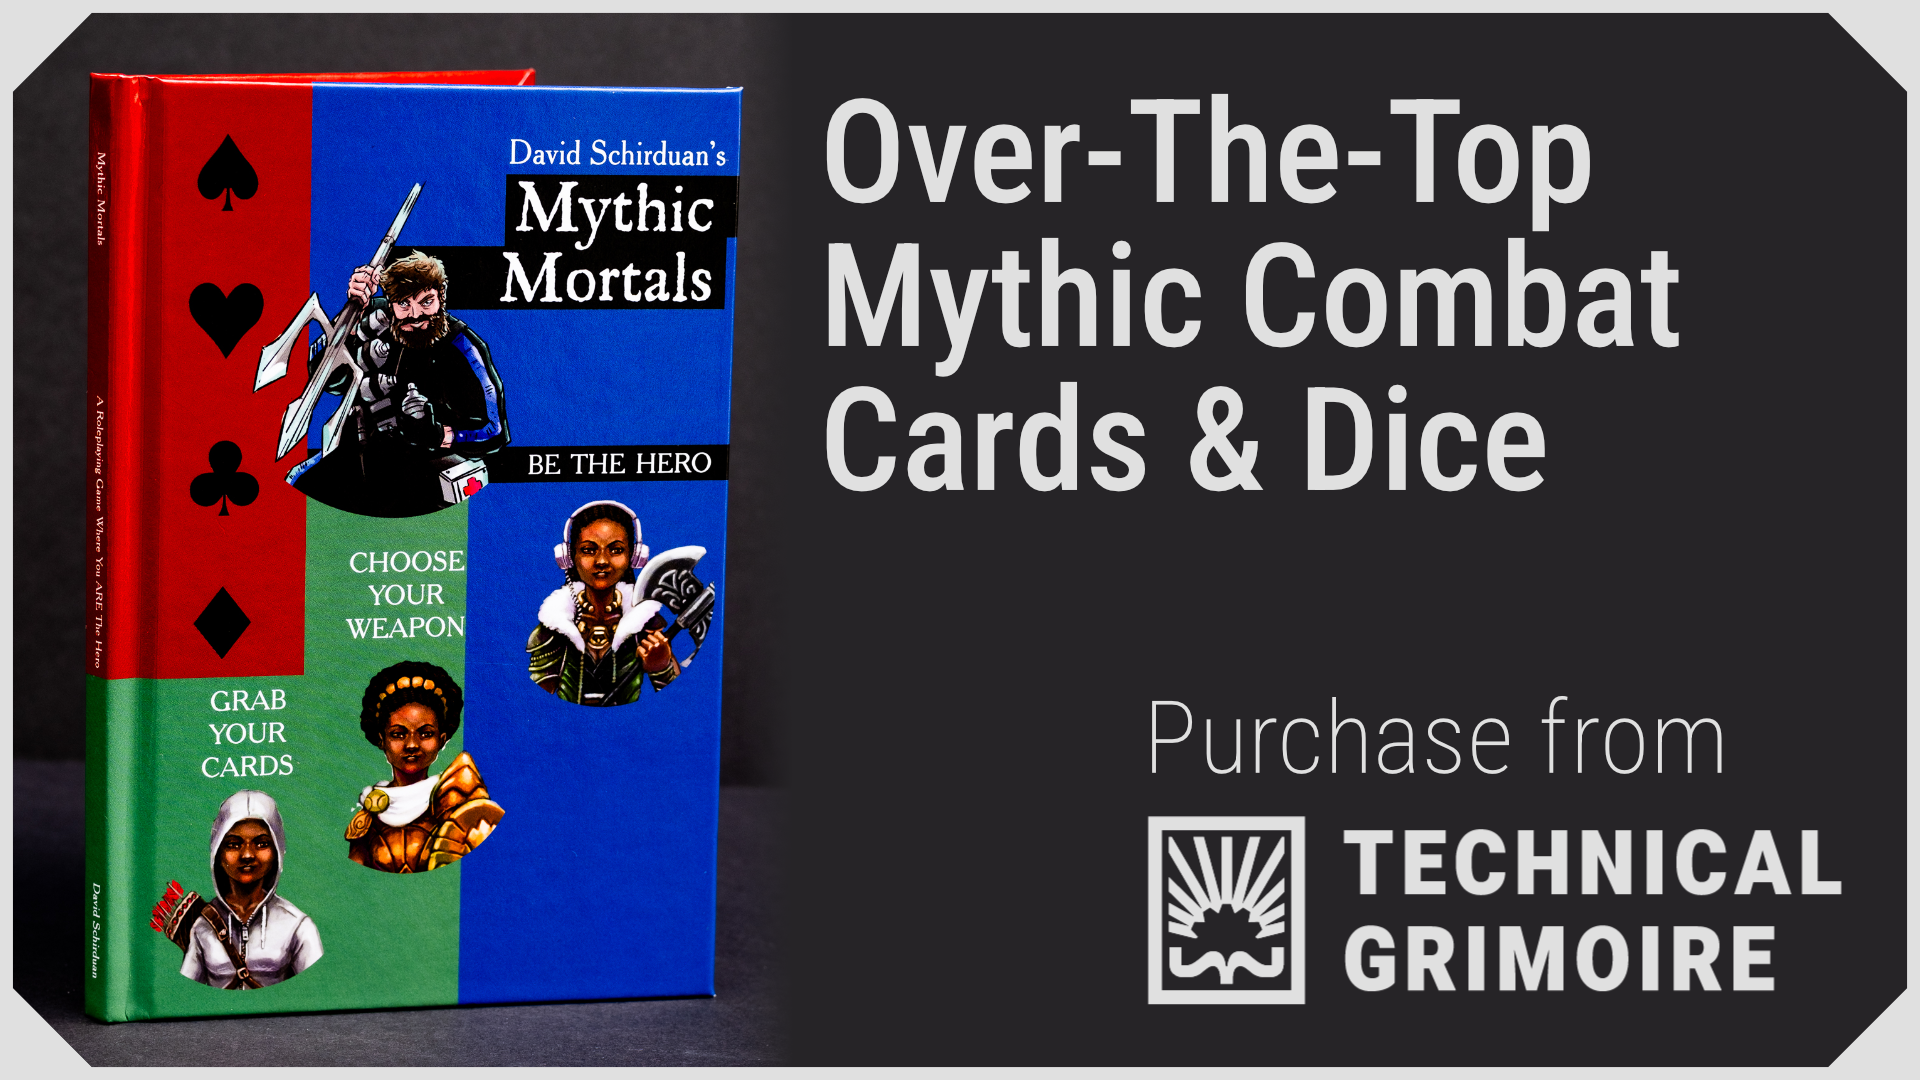 Mythic Mortals
A Roleplaying Game Where You ARE The Hero
David Schirduan
David Schirduan's
Mythic
Mortals
BE THE HERO
CHOOSE
YOUR
WEAPON
GRAB
YOUR
CARDS
Over-The-Top
Mythic Combat
Cards & Dice
Purchase from
TECHNICAL
GRIMOIRE